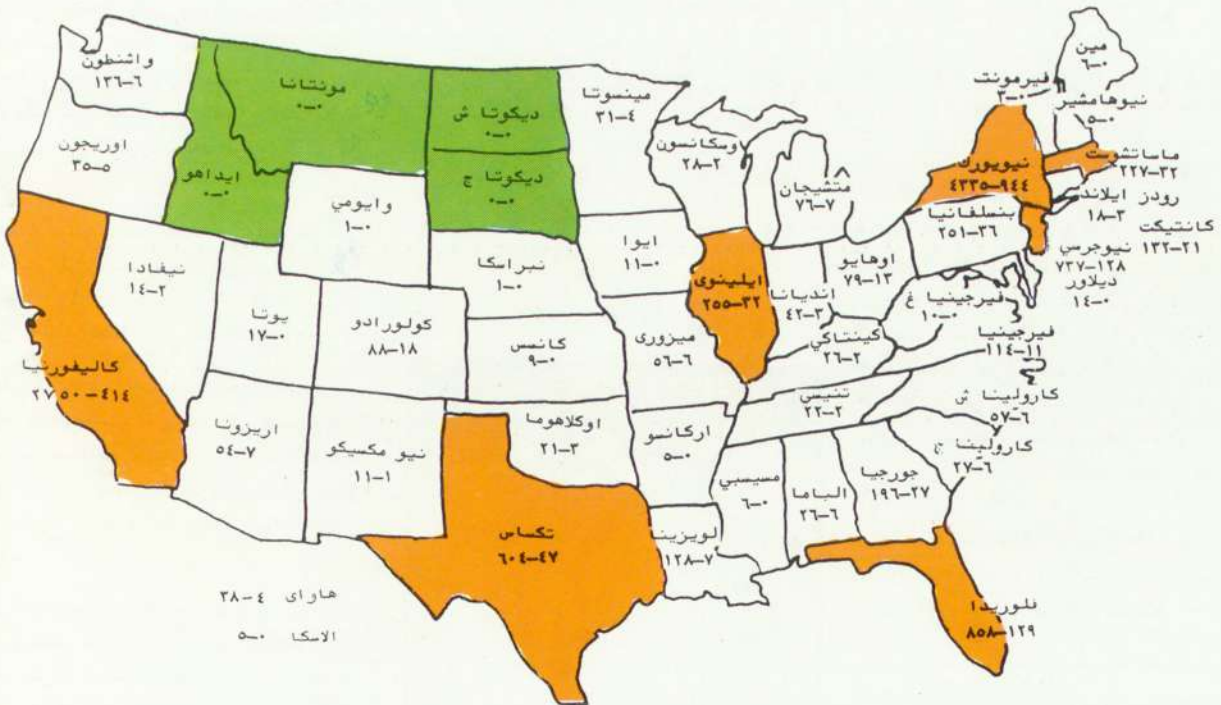 واشنطون
١٣٦–٦
اوريجون
٣٥–٥
مونتانا
٠–٠
ايداهو
٠–٠
ديكوتا ش
٠–٠
ديكوتا ج
٠–٠
مينسوتا
٣١–٤
وسكانسون
٢٨–٢
متشيجان
٧٦–٧
مين
٦–٠
فيرمونت
٣–٠
نيوهامشير
٥–٠
نيويورك
٤٣٣٥–٩٤٤
ماساتشوست
٢٢٧–٣٢
رودز ايلاند
١٨–٣
كانتيكت
١٣٢–٢١
نيوجرسي
٧٣٧–١٢٨
ديلاور
١٤–٠
بنسلفانيا
٢٥١–٣٦
وايومي
١–٠
نبراسكا
١–٠
ايوا
١١–٠
ايلينوى
٢٥٥–٣٢
انديانا
٤٢–٣
اوهايو
٧٩–١٣
فيرجينيا غ
١٠–٠
فيرجينيا
١١٤–١١
نيفادا
١٤–٢
يوتا
١٧–٠
كولورادو
٨٨–١٨
كانسس
٩–٠
ميزورى
٥٦–٦
كينتاكي
٢٦–٢
كاليفورنيا
٢٧٥٠–٤١٤
اريزونا
٥٤–٧
نيو مكسيكو
١١–١
اوكلاهوما
٢١–٣
اركانسو
٥–٠
تنيسي
٢٢–٢
كارولينا ش
٥٧–٦
كارولينا ج
٢٧–٦
تكساس
٦٠٤–٤٧
لويزينا
١٢٨–٧
مسيسبي
٦–٠
الباما
٢٦–٦
جورجيا
١٩٦–٢٧
فلوريدا
٨٥٨–١٢٩
هاواى ٤–٣٨
الاسكا ٠–٥